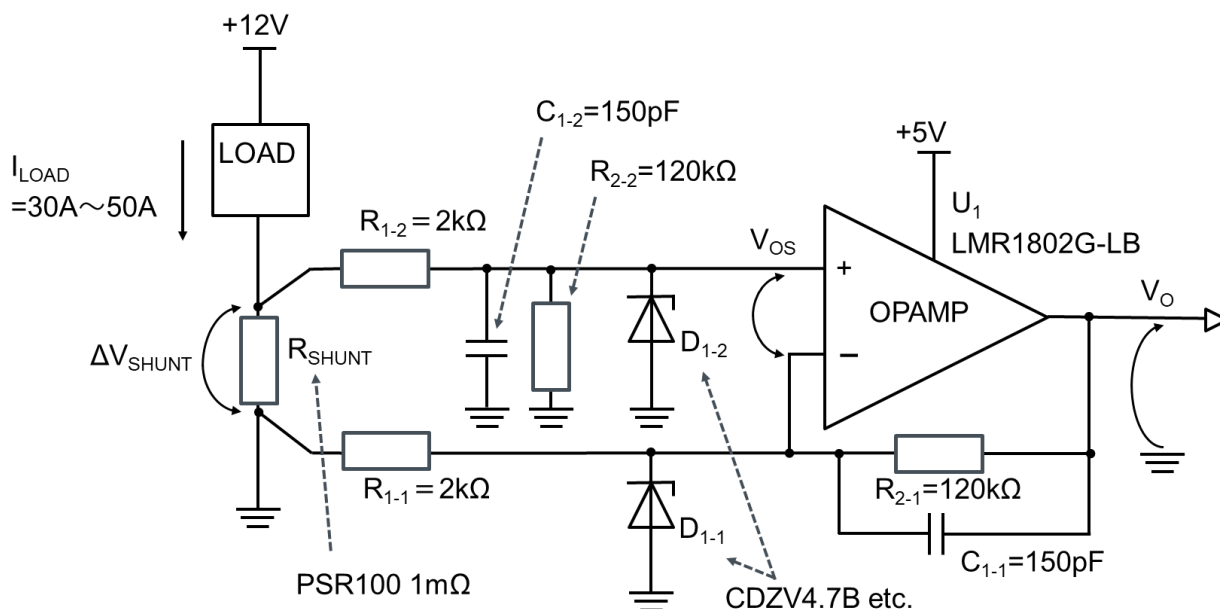 +12V
C1-2=150pF
+5V
LOAD
R2-2=120kΩ
ILOAD
=30A～50A
U1
LMR1802G-LB
R1-2＝2kΩ
VOS
+
OPAMP
VO
D1-2
ΔVSHUNT
RSHUNT
−
R1-1＝2kΩ
R2-1=120kΩ
D1-1
C1-1=150pF
PSR100 1mΩ
CDZV4.7B etc.